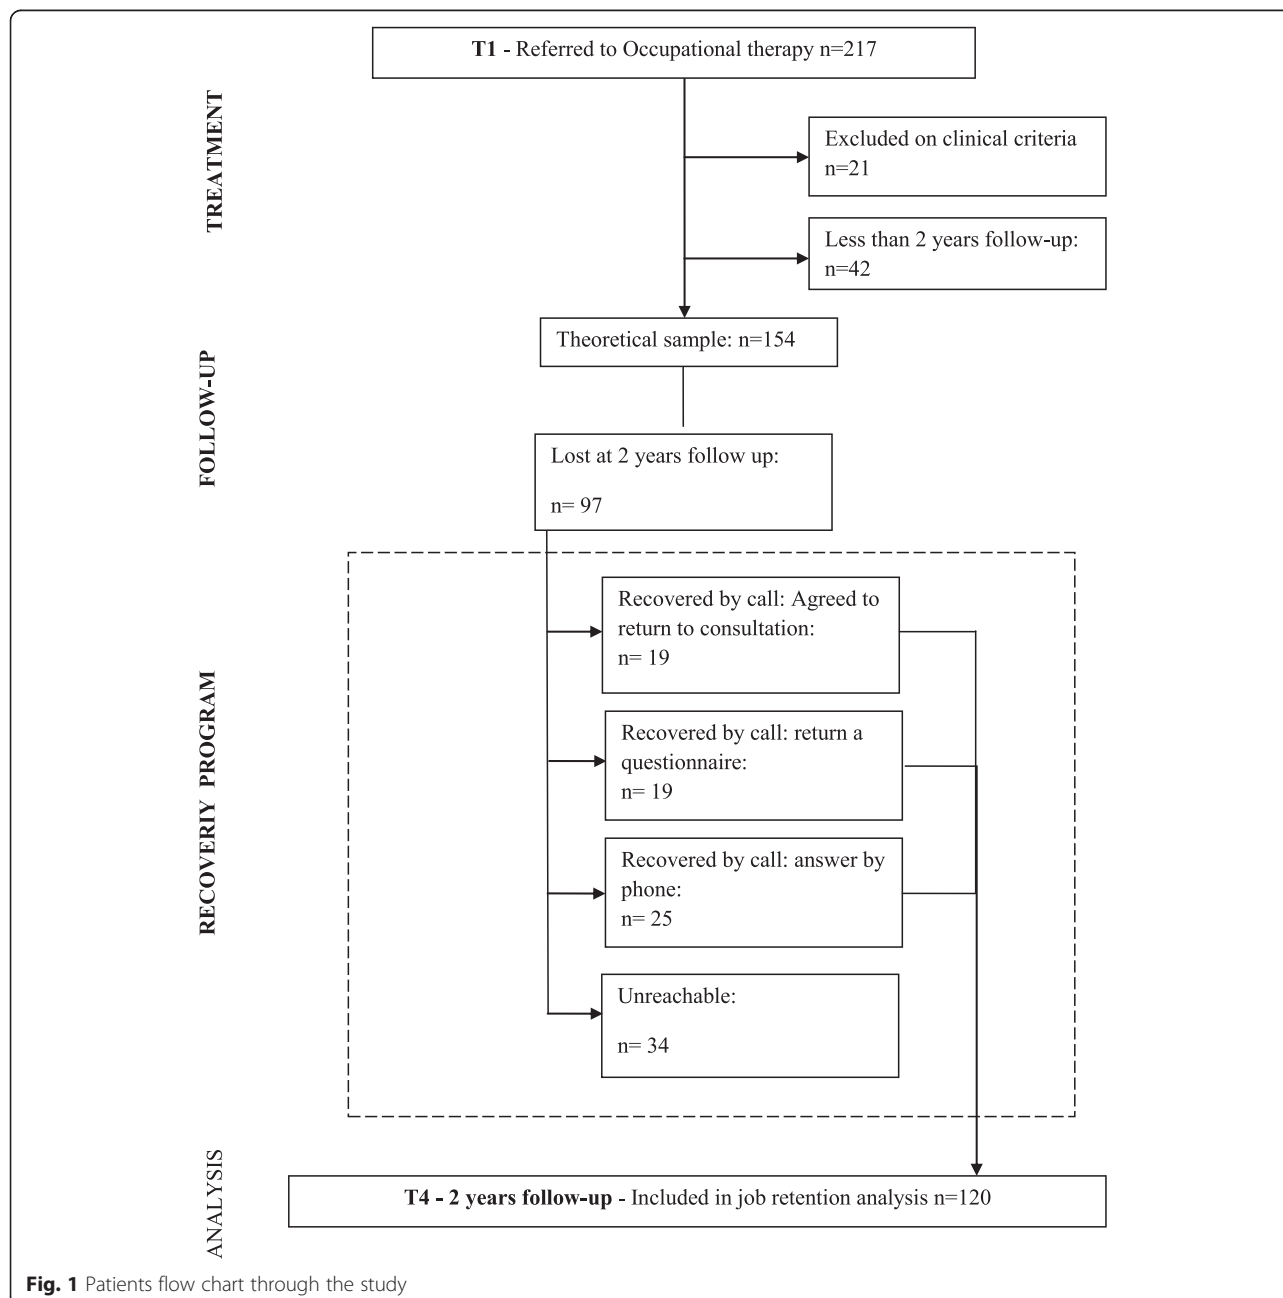 T1 - Referred to Occupational therapy n=217
TREATMENT
Excluded on clinical criteria
n=21
Less than 2 years follow-up:
n=42
Theoretical sample: n=154
FOLLOW-UP
Lost at 2 years follow up:
n= 97
RECOVERIY PROGRAM
Recovered by call: Agreed to
return to consultation:
n= 19
Recovered by call: return a
questionnaire:
n= 19
Recovered by call: answer by
phone:
n= 25
Unreachable:
n= 34
ANALYSIS
T4 - 2 years follow-up - Included in job retention analysis n=120
Fig. 1 Patients flow chart through the study